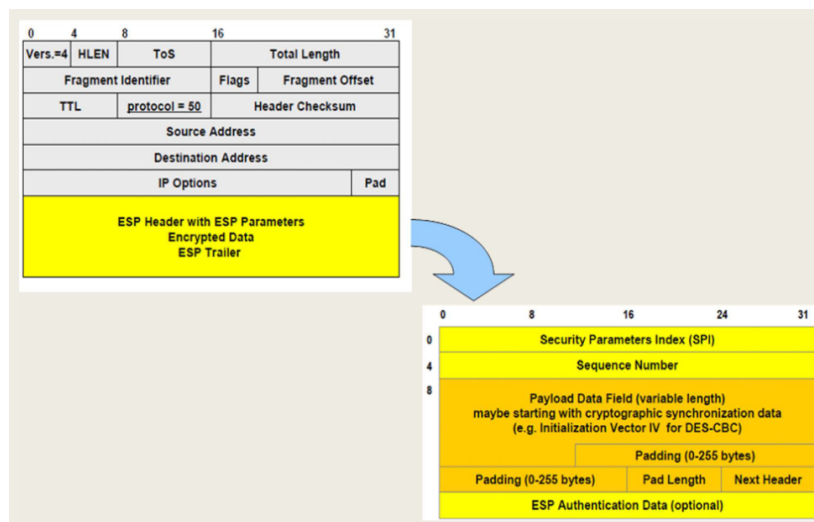 0 4 8 16 31
Vers.=4 HLEN ToS Total Length
Fragment Identifier Flags Fragment Offset
TTL protocol = 50 Header Checksum
Source Address
Destination Address
IP Options Pad
ESP Header with ESP Parameters
Encrypted Data
ESP Trailer
0 8 16 24 31
0 Security Parameters Index (SPI)
4 Sequence Number
8 Payload Data Field (variable length)
maybe starting with cryptographic synchronization data
(e.g. Initialization Vector IV for DES-CBC)
Padding (0-255 bytes)
Padding (0-255 bytes) Pad Length Next Header
ESP Authentication Data (optional)